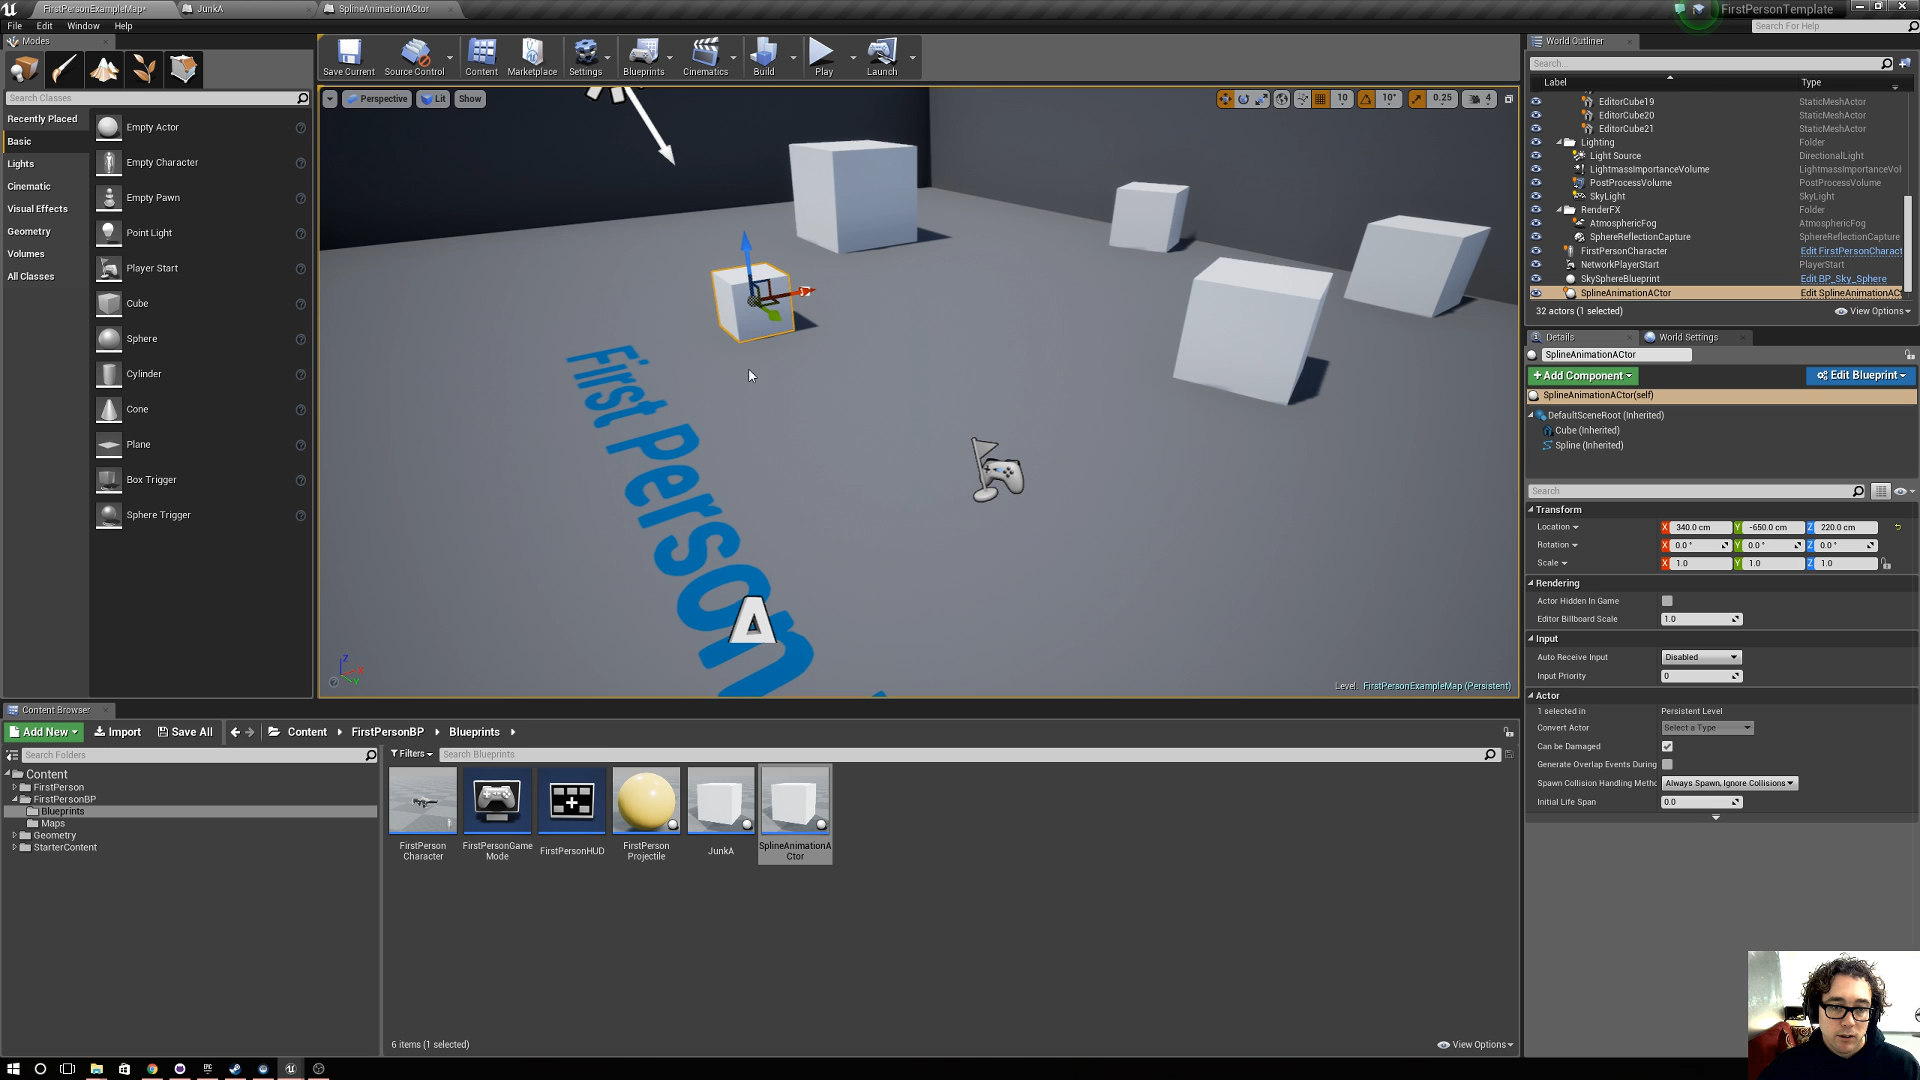 FirstPersonExampleMap*
JunkA
SplineAnimationACtor
FirstPersonTemplate
File Edit Window Help
Search For Help
Modes
Search Classes
Recently Placed
Basic
Lights
Cinematic
Visual Effects
Geometry
Volumes
All Classes
Empty Actor
Empty Character
Empty Pawn
Point Light
Player Start
Cube
Sphere
Cylinder
Cone
Plane
Box Trigger
Sphere Trigger
Save Current
Source Control
Content
Marketplace
Settings
Blueprints
Cinematics
Build
Play
Launch
Perspective
Lit
Show
10
10°
0.25
4
First Person
Z
X
Y
Level: FirstPersonExampleMap (Persistent)
World Outliner
Search...
Label Type
EditorCube19 StaticMeshActor
EditorCube20 StaticMeshActor
EditorCube21 StaticMeshActor
Lighting Folder
Light Source DirectionalLight
LightmassImportanceVolume LightmassImportanceVol
PostProcessVolume PostProcessVolume
SkyLight SkyLight
RenderFX Folder
AtmosphericFog AtmosphericFog
SphereReflectionCapture SphereReflectionCapture
FirstPersonCharacter Edit FirstPersonCharact
NetworkPlayerStart PlayerStart
SkySphereBlueprint Edit BP_Sky_Sphere
SplineAnimationACtor Edit SplineAnimationACt
32 actors (1 selected)
View Options
Details
World Settings
SplineAnimationACtor
+ Add Component
Edit Blueprint
SplineAnimationACtor(self)
DefaultSceneRoot (Inherited)
Cube (Inherited)
Spline (Inherited)
Search
Transform
Location X 340.0 cm Y -650.0 cm Z 220.0 cm
Rotation X 0.0 ° Y 0.0 ° Z 0.0 °
Scale X 1.0 Y 1.0 Z 1.0
Rendering
Actor Hidden In Game
Editor Billboard Scale 1.0
Input
Auto Receive Input Disabled
Input Priority 0
Actor
1 selected in Persistent Level
Convert Actor Select a Type
Can be Damaged
Generate Overlap Events During
Spawn Collision Handling Metho Always Spawn, Ignore Collisions
Initial Life Span 0.0
Content Browser
Add New
Import
Save All
Content
FirstPersonBP
Blueprints
Search Folders
Filters
Search Blueprints
Content
FirstPerson
FirstPersonBP
Blueprints
Maps
Geometry
StarterContent
FirstPerson
Character
FirstPersonGame
Mode
FirstPersonHUD
FirstPerson
Projectile
JunkA
SplineAnimationA
Ctor
6 items (1 selected)
View Options